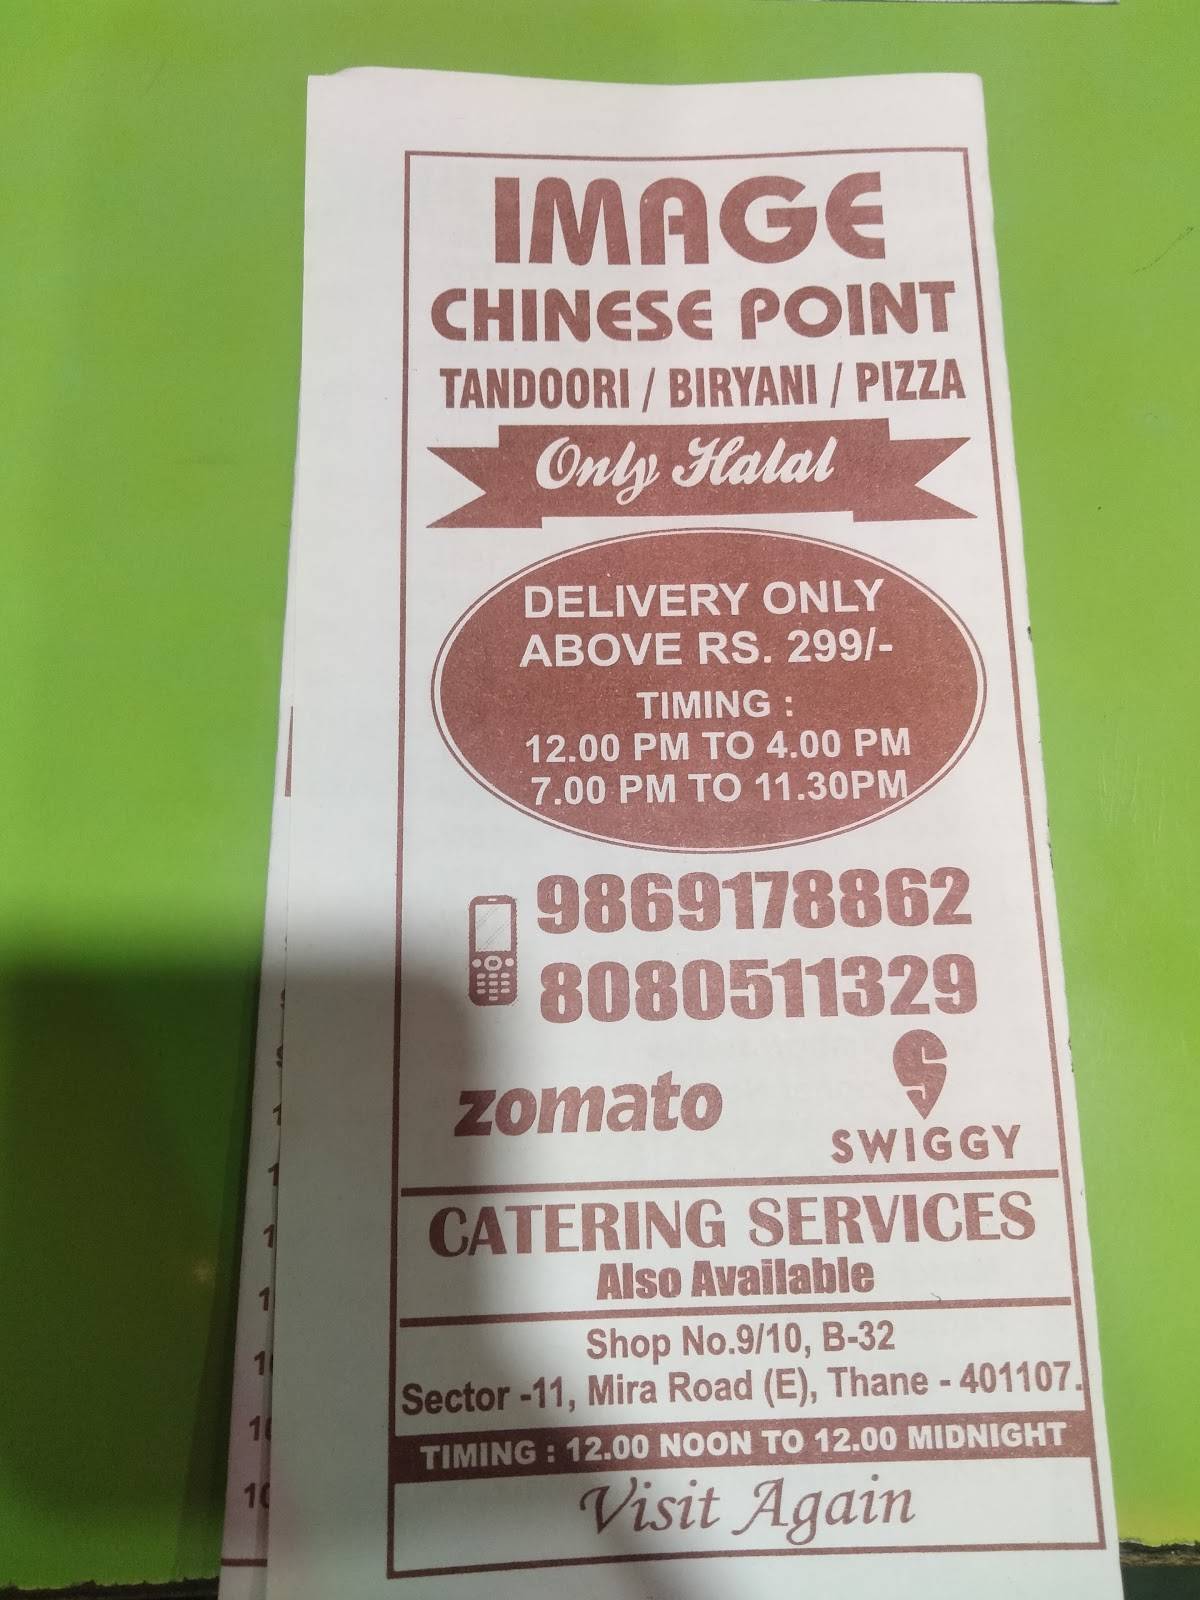 IMAGE
CHINESE POINT
TANDOORI / BIRYANI / PIZZA
Only Halal
DELIVERY ONLY
ABOVE RS. 299/-
TIMING :
12.00 PM TO 4.00 PM
7.00 PM TO 11.30PM
9869178862
8080511329
zomato
SWIGGY
CATERING SERVICES
Also Available
Shop No.9/10, B-32
Sector -11, Mira Road (E), Thane - 401107.
TIMING : 12.00 NOON TO 12.00 MIDNIGHT
Visit Again